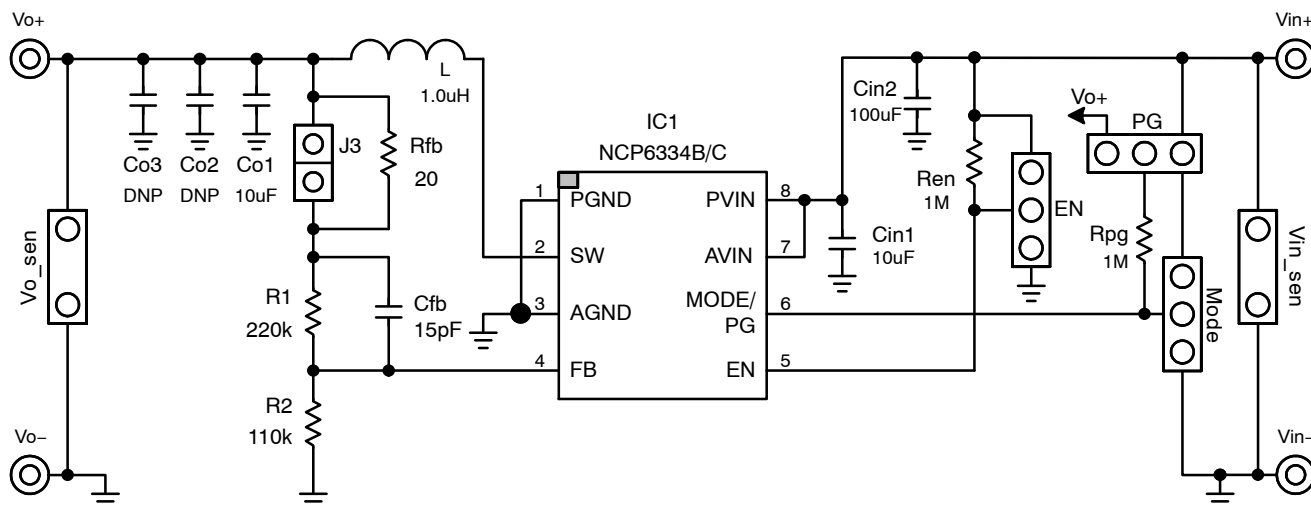 Vo+
Vin+
L
1.0uH
Cin2
100uF
Vo+
PG
IC1
NCP6334B/C
J3
Rfb
20
Co3
DNP
Co2
DNP
Co1
10uF
Ren
1M
EN
1
PGND
PVIN
8
2
SW
AVIN
7
Cin1
10uF
Rpg
1M
Vo_sen
Vin_sen
R1
220k
Cfb
15pF
3
AGND
MODE/
PG
6
Mode
4
FB
EN
5
R2
110k
Vo–
Vin–